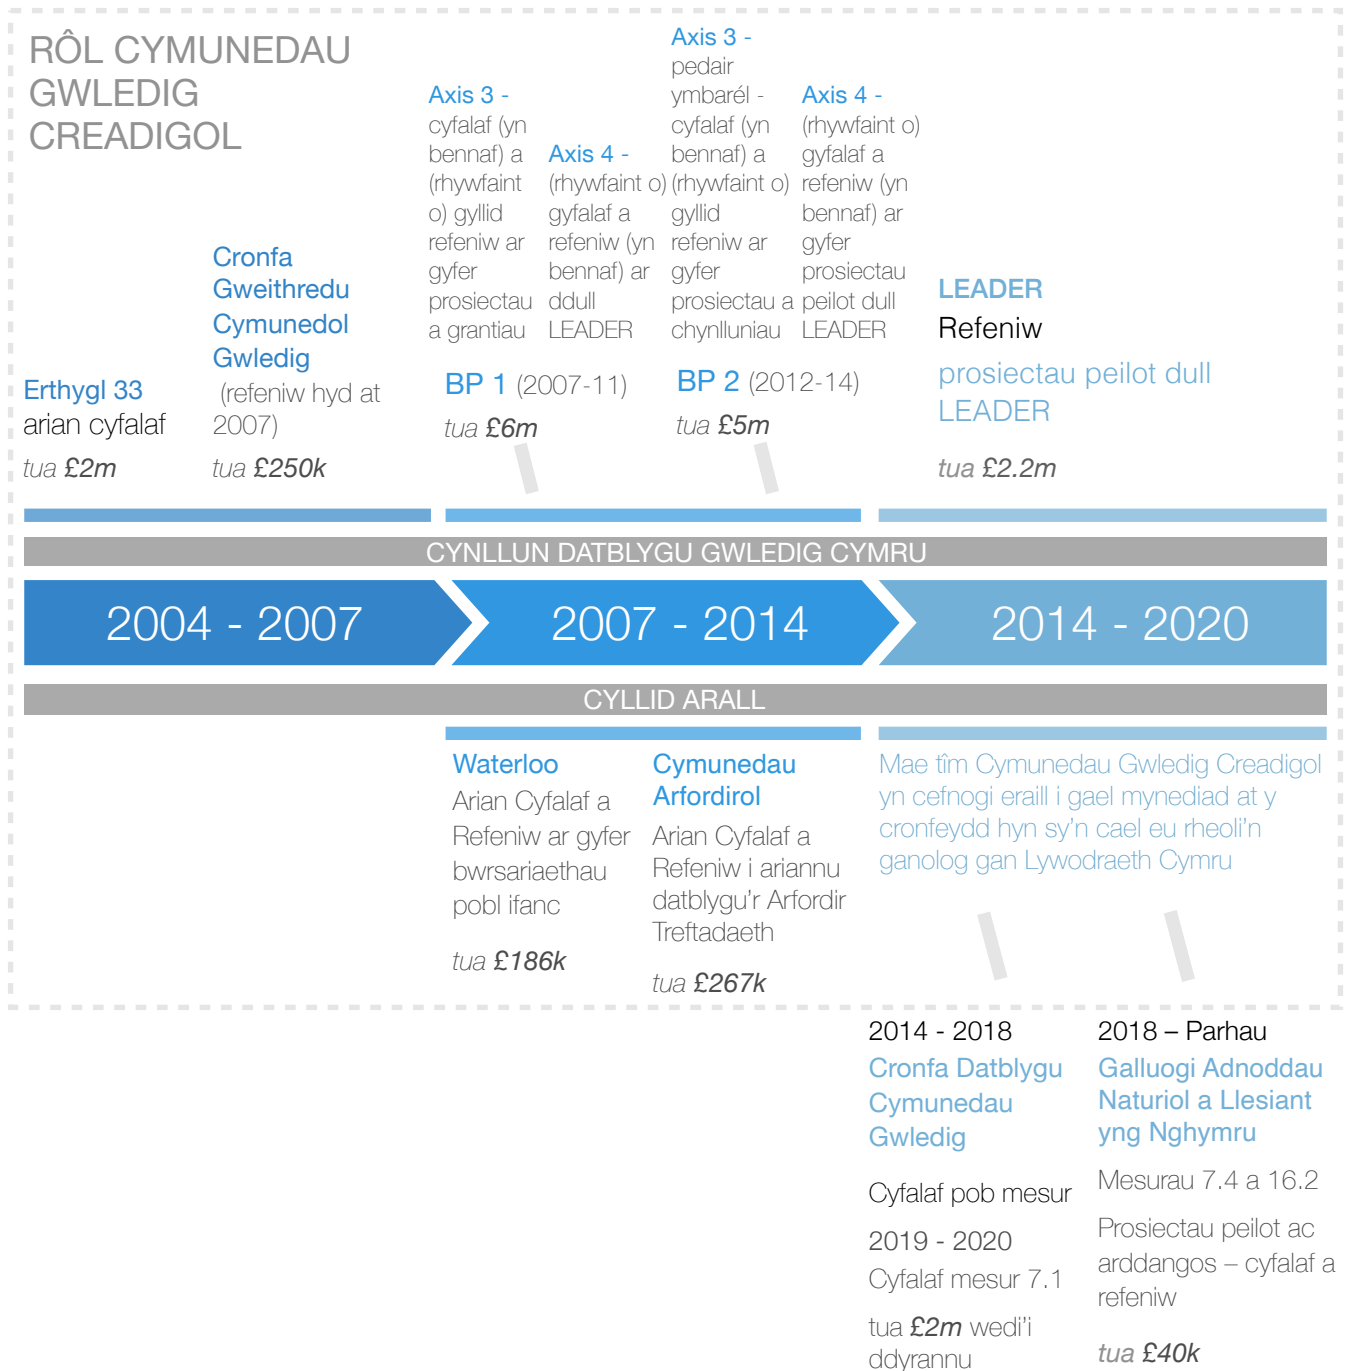 RÔL CYMUNEDAU
GWLEDIG
CREADIGOL
Erthygl 33
arian cyfalaf
tua £2m
Cronfa
Gweithredu
Cymunedol
Gwledig
(refeniw hyd at
2007)
tua £250k
Axis 3 -
cyfalaf (yn
bennaf) a
(rhywfaint
o) gyllid
refeniw ar
gyfer
prosiectau
a grantiau
Axis 4 -
(rhywfaint o)
gyfalaf a
refeniw (yn
bennaf) ar
ddull
LEADER
BP 1 (2007-11)
tua £6m
Axis 3 -
pedair
ymbarél -
cyfalaf (yn
bennaf) a
(rhywfaint o)
gyllid
refeniw ar
gyfer
prosiectau a
chynlluniau
Axis 4 -
(rhywfaint o)
gyfalaf a
refeniw (yn
bennaf) ar
gyfer
prosiectau
peilot dull
LEADER
BP 2 (2012-14)
tua £5m
LEADER
Refeniw
prosiectau peilot dull
LEADER
tua £2.2m
CYNLLUN DATBLYGU GWLEDIG CYMRU
2004 - 2007
2007 - 2014
2014 - 2020
CYLLID ARALL
Waterloo
Arian Cyfalaf a
Refeniw ar gyfer
bwrsariaethau
pobl ifanc
tua £186k
Cymunedau
Arfordirol
Arian Cyfalaf a
Refeniw i ariannu
datblygu'r Arfordir
Treftadaeth
tua £267k
Mae tîm Cymunedau Gwledig Creadigol
yn cefnogi eraill i gael mynediad at y
cronfeydd hyn sy'n cael eu rheoli'n
ganolog gan Lywodraeth Cymru
2014 - 2018
Cronfa Datblygu
Cymunedau
Gwledig
Cyfalaf pob mesur
2019 - 2020
Cyfalaf mesur 7.1
tua £2m wedi'i
ddyrannu
2018 – Parhau
Galluogi Adnoddau
Naturiol a Llesiant
yng Nghymru
Mesurau 7.4 a 16.2
Prosiectau peilot ac
arddangos – cyfalaf a
refeniw
tua £40k